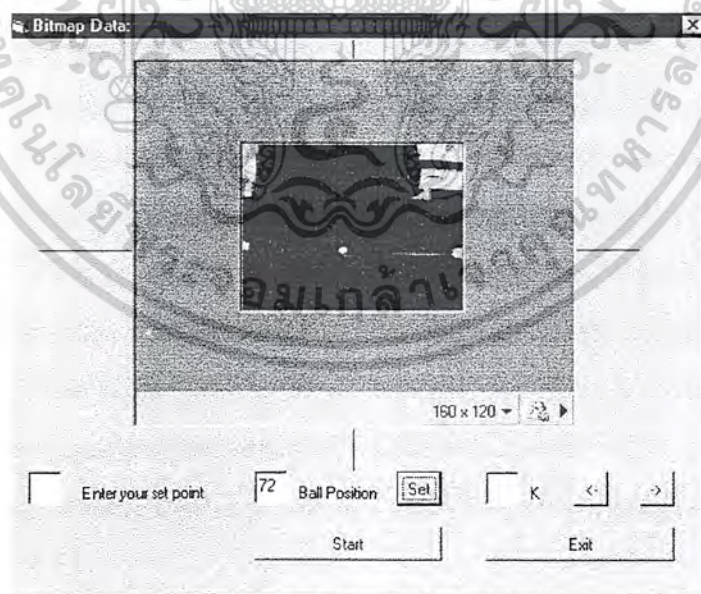 Bitmap Data:
160 x 120
Enter your set point
72 Ball Position Set
K <- ->
Start Exit